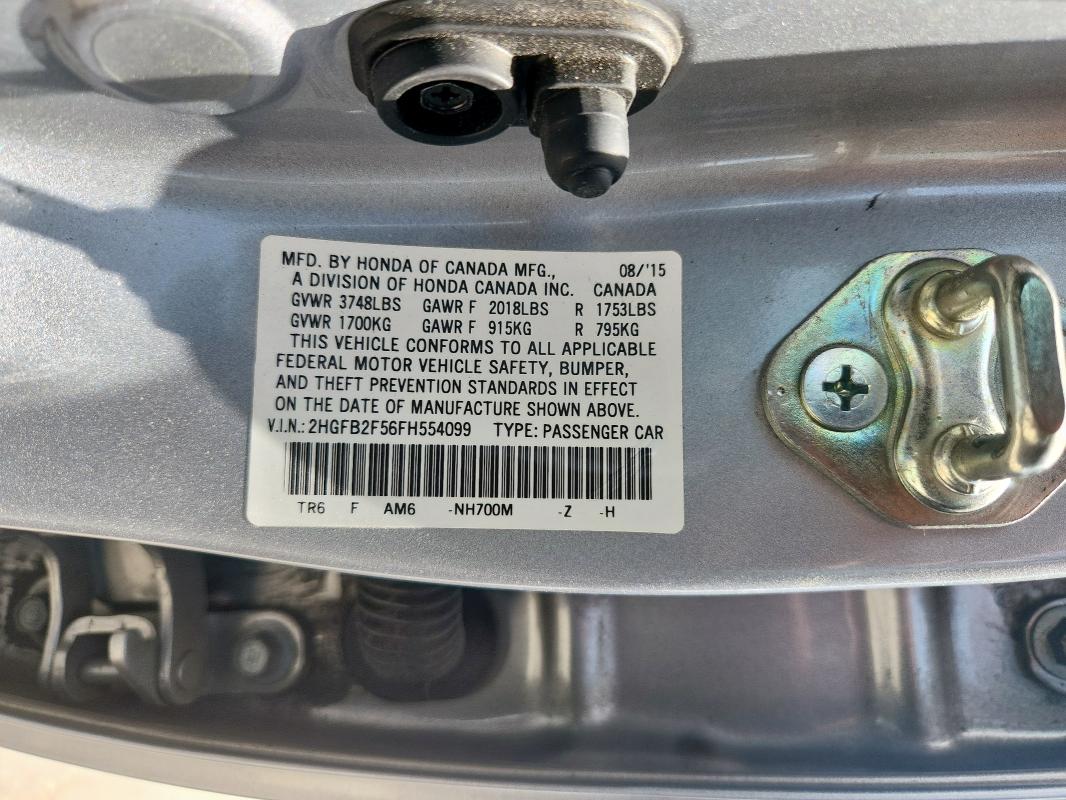 MFD. BY HONDA OF CANADA MFG., 08/'15
A DIVISION OF HONDA CANADA INC. CANADA
GVWR 3748LBS GAWR F 2018LBS R 1753LBS
GVWR 1700KG GAWR F 915KG R 795KG
THIS VEHICLE CONFORMS TO ALL APPLICABLE
FEDERAL MOTOR VEHICLE SAFETY, BUMPER,
AND THEFT PREVENTION STANDARDS IN EFFECT
ON THE DATE OF MANUFACTURE SHOWN ABOVE.
V.I.N.: 2HGFB2F56FH554099 TYPE: PASSENGER CAR
TR6 F AM6 -NH700M -Z -H